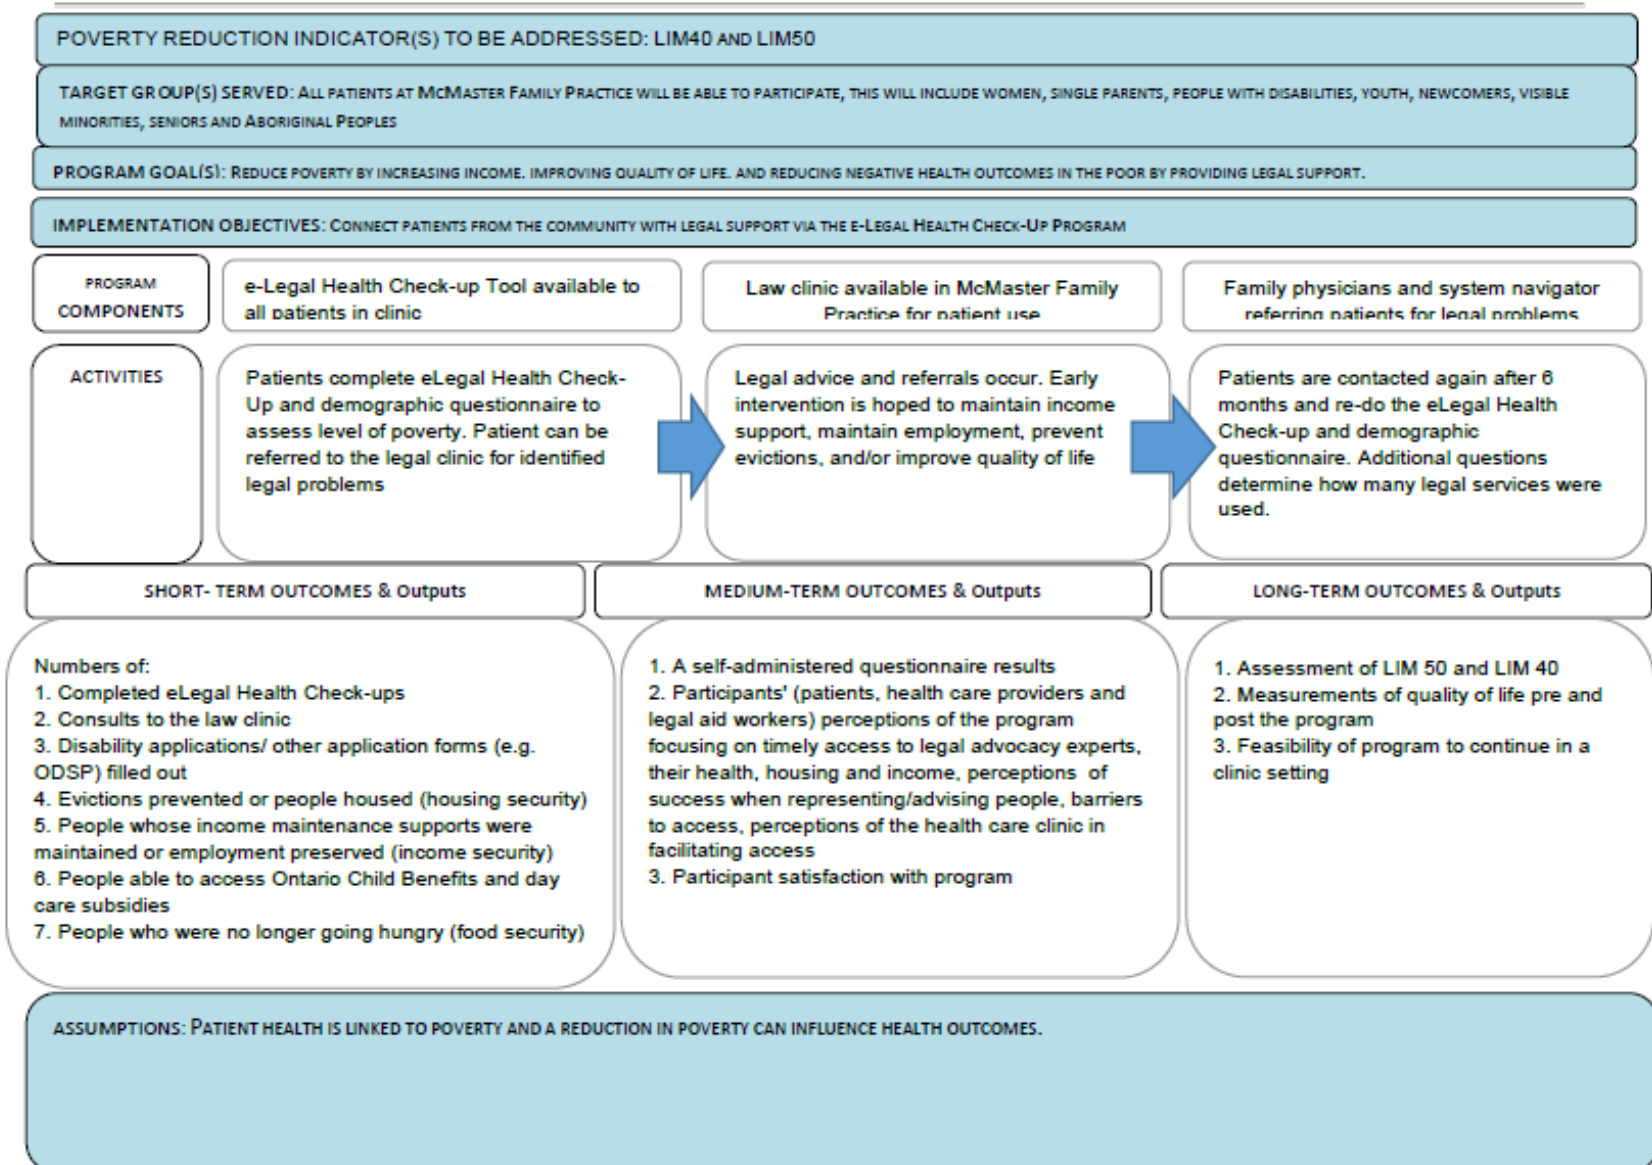 POVERTY REDUCTION INDICATOR(S) TO BE ADDRESSED: LIM40 AND LIM50
TARGET GROUP(S) SERVED: ALL PATIENTS AT MCMASTER FAMILY PRACTICE WILL BE ABLE TO PARTICIPATE, THIS WILL INCLUDE WOMEN, SINGLE PARENTS, PEOPLE WITH DISABILITIES, YOUTH, NEWCOMERS, VISIBLE
MINORITIES, SENIORS AND ABORIGINAL PEOPLES
PROGRAM GOAL(S): REDUCE POVERTY BY INCREASING INCOME. IMPROVING QUALITY OF LIFE. AND REDUCING NEGATIVE HEALTH OUTCOMES IN THE POOR BY PROVIDING LEGAL SUPPORT.
IMPLEMENTATION OBJECTIVES: CONNECT PATIENTS FROM THE COMMUNITY WITH LEGAL SUPPORT VIA THE E-LEGAL HEALTH CHECK-UP PROGRAM
PROGRAM
COMPONENTS
e-Legal Health Check-up Tool available to
all patients in clinic
Law clinic available in McMaster Family
Practice for patient use
Family physicians and system navigator
referring patients for legal problems
ACTIVITIES
Patients complete eLegal Health Check-
Up and demographic questionnaire to
assess level of poverty. Patient can be
referred to the legal clinic for identified
legal problems
Legal advice and referrals occur. Early
intervention is hoped to maintain income
support, maintain employment, prevent
evictions, and/or improve quality of life
Patients are contacted again after 6
months and re-do the eLegal Health
Check-up and demographic
questionnaire. Additional questions
determine how many legal services were
used.
SHORT- TERM OUTCOMES & Outputs
MEDIUM-TERM OUTCOMES & Outputs
LONG-TERM OUTCOMES & Outputs
Numbers of:
1. Completed eLegal Health Check-ups
2. Consults to the law clinic
3. Disability applications/ other application forms (e.g.
ODSP) filled out
4. Evictions prevented or people housed (housing security)
5. People whose income maintenance supports were
maintained or employment preserved (income security)
6. People able to access Ontario Child Benefits and day
care subsidies
7. People who were no longer going hungry (food security)
1. A self-administered questionnaire results
2. Participants' (patients, health care providers and
legal aid workers) perceptions of the program
focusing on timely access to legal advocacy experts,
their health, housing and income, perceptions of
success when representing/advising people, barriers
to access, perceptions of the health care clinic in
facilitating access
3. Participant satisfaction with program
1. Assessment of LIM 50 and LIM 40
2. Measurements of quality of life pre and
post the program
3. Feasibility of program to continue in a
clinic setting
ASSUMPTIONS: PATIENT HEALTH IS LINKED TO POVERTY AND A REDUCTION IN POVERTY CAN INFLUENCE HEALTH OUTCOMES.